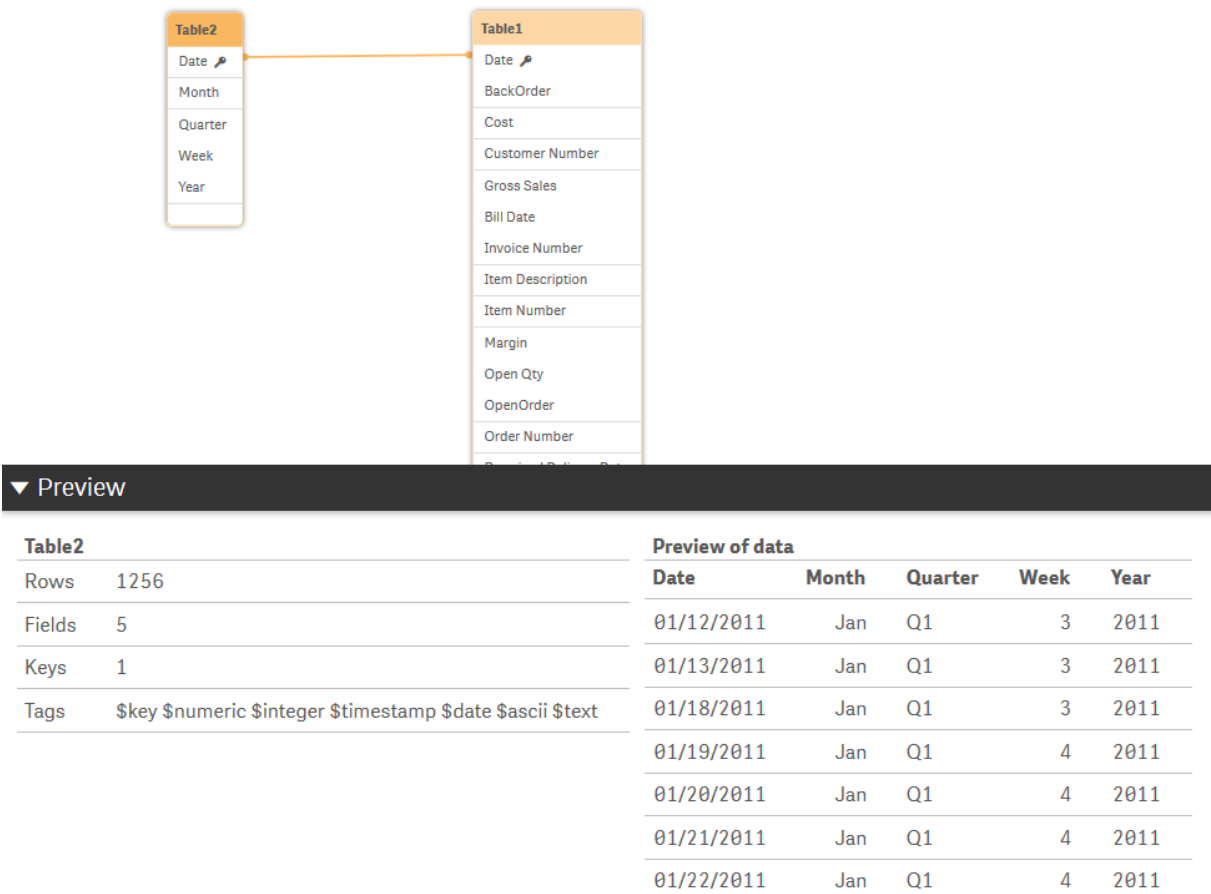 Table2
Date
Month
Quarter
Week
Year
Table1
Date
BackOrder
Cost
Customer Number
Gross Sales
Bill Date
Invoice Number
Item Description
Item Number
Margin
Open Qty
OpenOrder
Order Number
Preview
Table2
Rows 1256
Fields 5
Keys 1
Tags $key $numeric $integer $timestamp $date $ascii $text
Preview of data
Date Month Quarter Week Year
01/12/2011 Jan Q1 3 2011
01/13/2011 Jan Q1 3 2011
01/18/2011 Jan Q1 3 2011
01/19/2011 Jan Q1 4 2011
01/20/2011 Jan Q1 4 2011
01/21/2011 Jan Q1 4 2011
01/22/2011 Jan Q1 4 2011